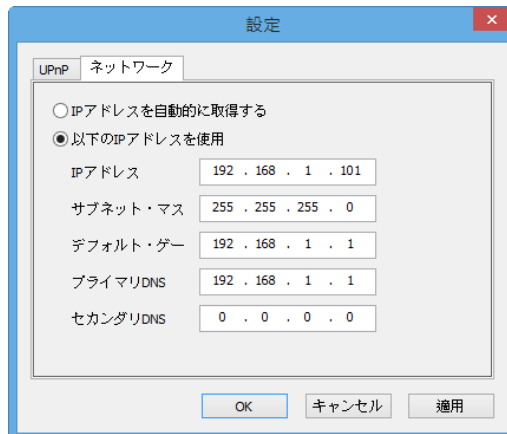 設定
UPnP ネットワーク
IPアドレスを自動的に取得する
以下のIPアドレスを使用
IPアドレス 192 . 168 . 1 . 101
サブネット・マス 255 . 255 . 255 . 0
デフォルト・ゲー 192 . 168 . 1 . 1
プライマリDNS 192 . 168 . 1 . 1
セカンダリDNS 0 . 0 . 0 . 0
OK キャンセル 適用